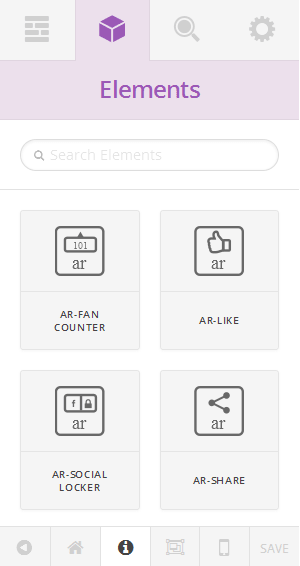 Elements
Search Elements
101
ar
ar
AR-FAN
COUNTER
AR-LIKE
f
ar
ar
AR-SOCIAL
LOCKER
AR-SHARE
SAVE